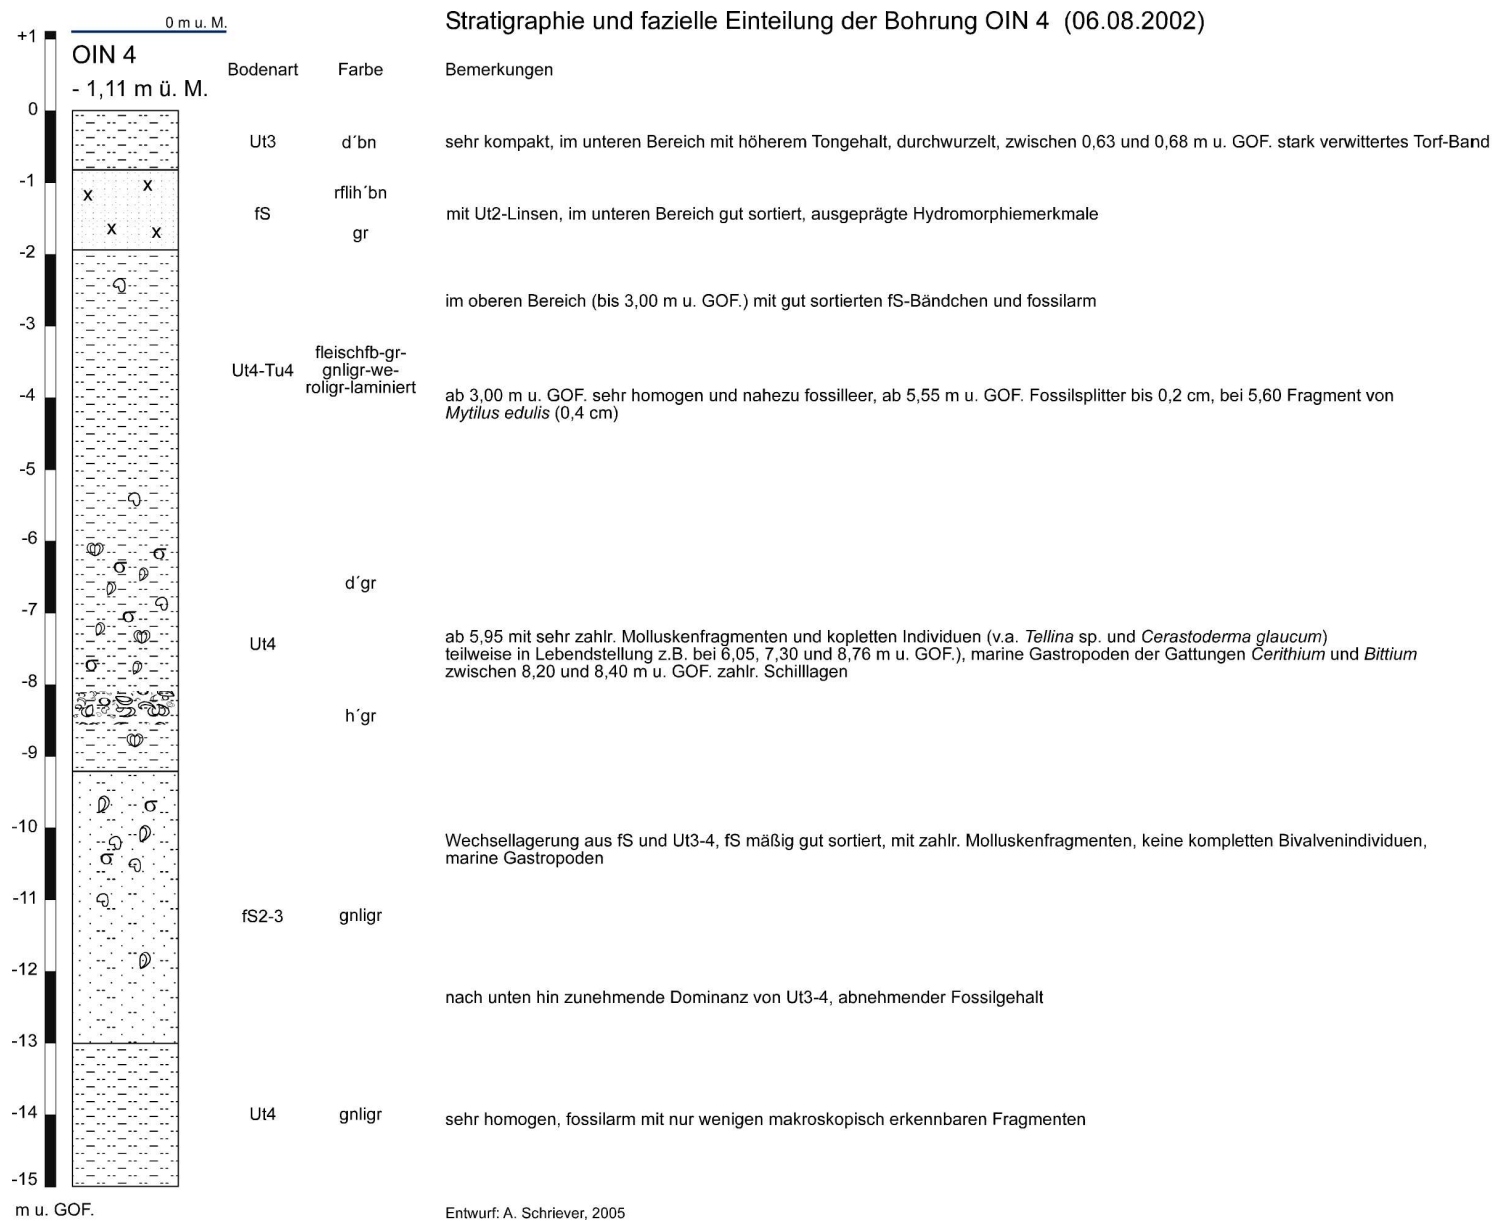 Stratigraphie und fazielle Einteilung der Bohrung OIN 4 (06.08.2002)
0 m u. M.
+1
OIN 4
- 1,11 m ü. M.
Bodenart Farbe Bemerkungen
0
Ut3 d´bn sehr kompakt, im unteren Bereich mit höherem Tongehalt, durchwurzelt, zwischen 0,63 und 0,68 m u. GOF. stark verwittertes Torf-Band
-1
x x
rflih´bn
fS mit Ut2-Linsen, im unteren Bereich gut sortiert, ausgeprägte Hydromorphiemerkmale
x x
gr
-2
im oberen Bereich (bis 3,00 m u. GOF.) mit gut sortierten fS-Bändchen und fossilarm
-3
fleischfb-gr-
Ut4-Tu4 gnligr-we-
roligr-laminiert
-4
ab 3,00 m u. GOF. sehr homogen und nahezu fossilleer, ab 5,55 m u. GOF. Fossilsplitter bis 0,2 cm, bei 5,60 Fragment von
Mytilus edulis (0,4 cm)
-5
-6
d´gr
-7
Ut4 ab 5,95 mit sehr zahlr. Molluskenfragmenten und kopletten Individuen (v.a. Tellina sp. und Cerastoderma glaucum)
teilweise in Lebendstellung z.B. bei 6,05, 7,30 und 8,76 m u. GOF.), marine Gastropoden der Gattungen Cerithium und Bittium
zwischen 8,20 und 8,40 m u. GOF. zahlr. Schilllagen
-8
h´gr
-9
-10
Wechsellagerung aus fS und Ut3-4, fS mäßig gut sortiert, mit zahlr. Molluskenfragmenten, keine kompletten Bivalvenindividuen,
marine Gastropoden
-11
fS2-3 gnligr
-12
nach unten hin zunehmende Dominanz von Ut3-4, abnehmender Fossilgehalt
-13
-14
Ut4 gnligr sehr homogen, fossilarm mit nur wenigen makroskopisch erkennbaren Fragmenten
-15
m u. GOF.
Entwurf: A. Schriever, 2005